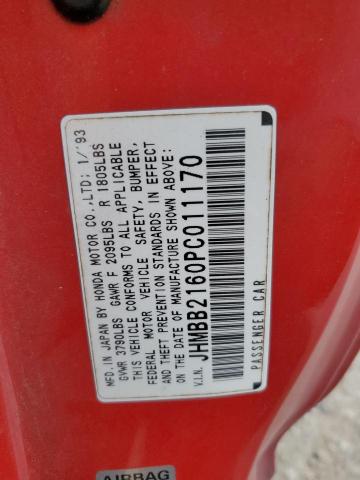 MFD. IN JAPAN BY HONDA MOTOR CO.,LTD: 1/'93
GVWR 3790LBS GAWR F 2095LBS R 1805LBS
THIS VEHICLE CONFORMS TO ALL APPLICABLE
FEDERAL MOTOR VEHICLE SAFETY, BUMPER,
AND THEFT PREVENTION STANDARDS IN EFFECT
ON THE DATE OF MANUFACTURE SHOWN ABOVE:
V.I.N. JHMBB2160PC011170
PASSENGER CAR
AIRBAG